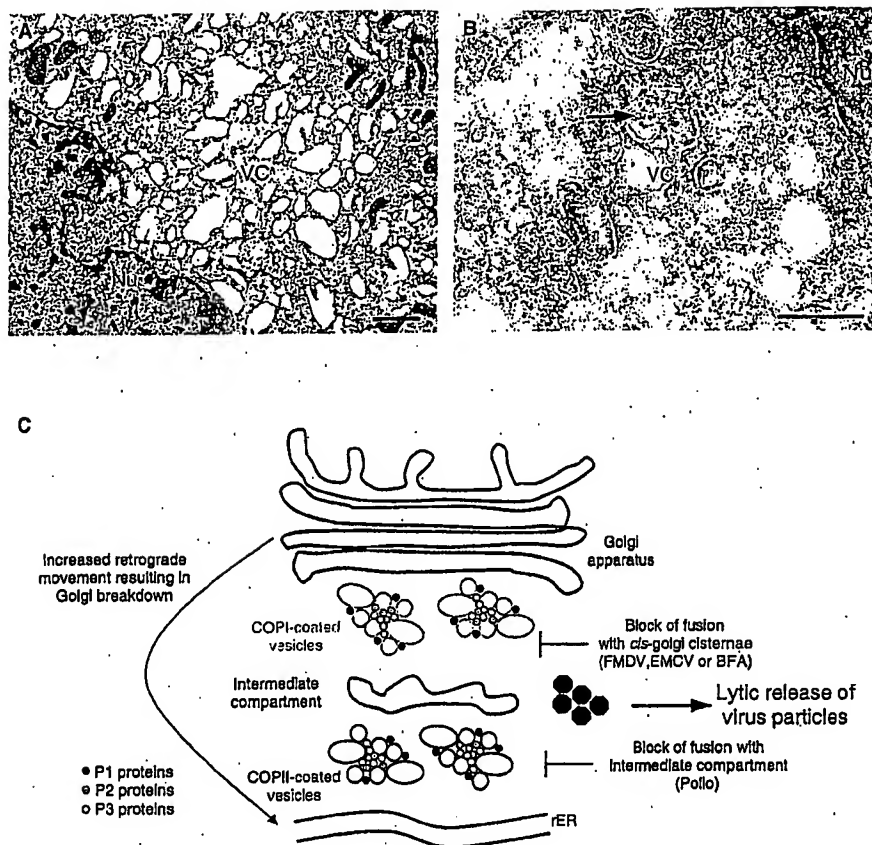 A
VC
Nu
B
Nu
VC
C
Increased retrograde
movement resulting in
Golgi breakdown
Golgi
apparatus
COPI-coated
vesicles
Block of fusion
with cis-golgi cisternae
(FMDV,EMCV or BFA)
Intermediate
compartment
Lytic release of
virus particles
COPII-coated
vesicles
Block of fusion with
Intermediate compartment
(Polio)
P1 proteins
P2 proteins
P3 proteins
rER